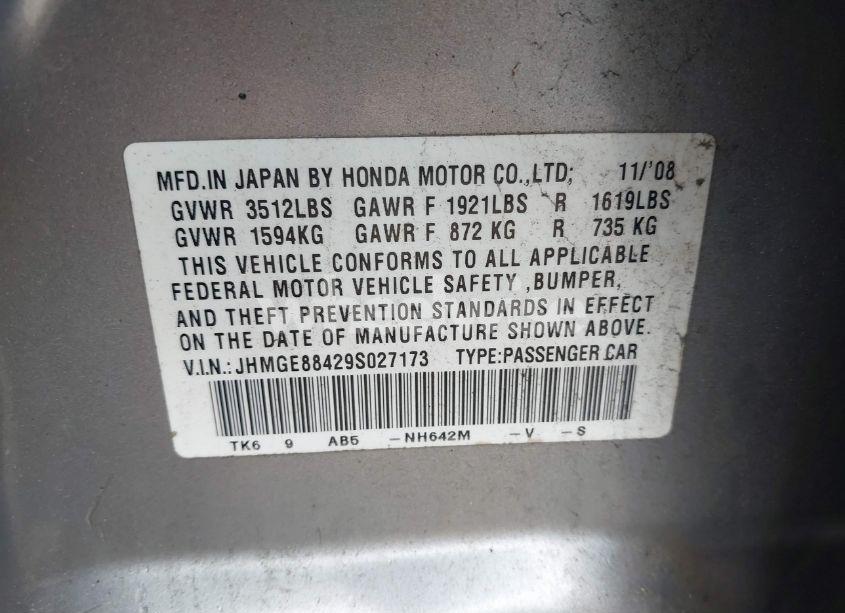 MFD.IN JAPAN BY HONDA MOTOR CO.,LTD; 11/'08
GVWR 3512LBS GAWR F 1921LBS R 1619LBS
GVWR 1594KG GAWR F 872 KG R 735 KG
THIS VEHICLE CONFORMS TO ALL APPLICABLE
FEDERAL MOTOR VEHICLE SAFETY ,BUMPER,
AND THEFT PREVENTION STANDARDS IN EFFECT
ON THE DATE OF MANUFACTURE SHOWN ABOVE.
V.I.N.:JHMGE88429S027173 TYPE:PASSENGER CAR
TK6 9 AB5 -NH642M -V -S